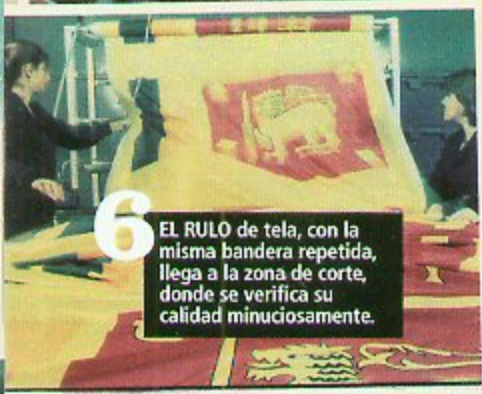 6
EL RULO de tela, con la
misma bandera repetida,
llega a la zona de corte,
donde se verifica su
calidad minuciosamente.